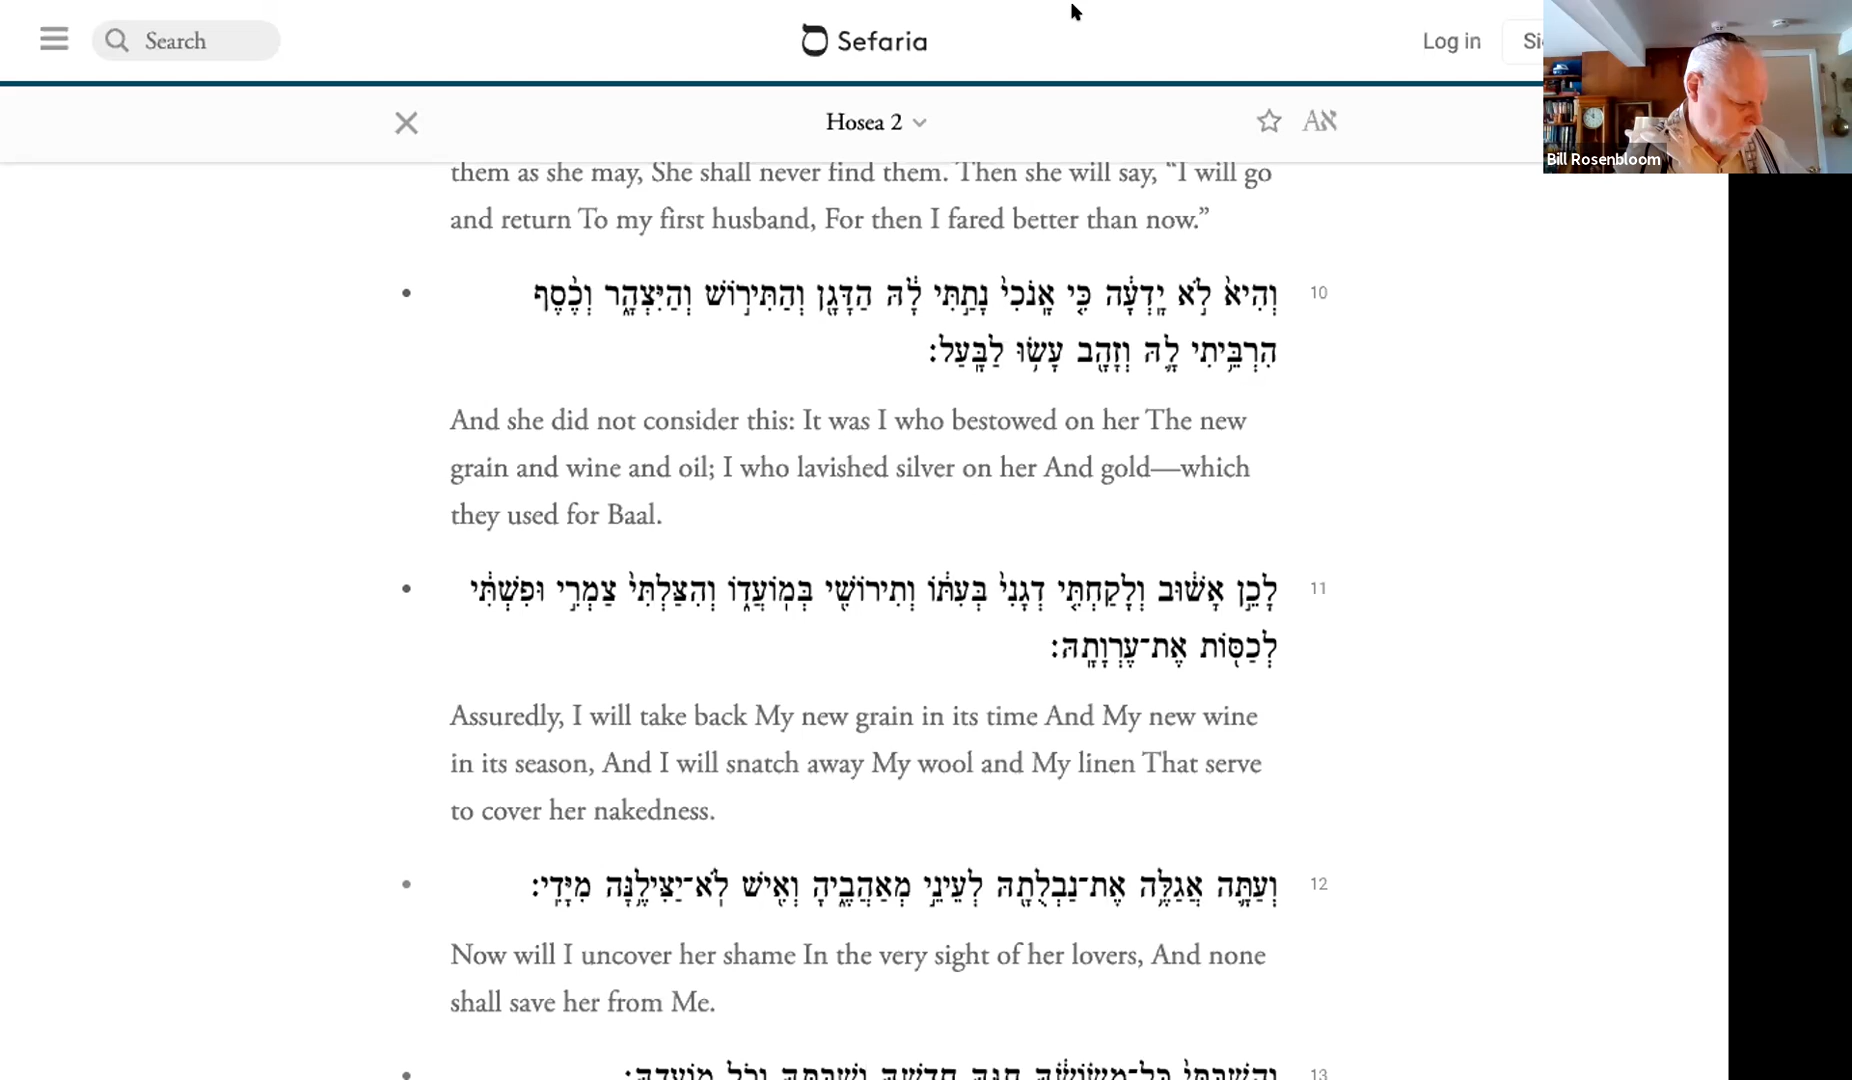 Search
Sefaria
Log in
Hosea 2
Aא
Bill Rosenbloom
them as she may, She shall never find them. Then she will say, “I will go
and return To my first husband, For then I fared better than now.”
10
וְהִיא֙ לֹ֣א יָֽדְעָ֔ה כִּ֤י אָֽנֹכִי֙ נָתַ֣תִּי לָ֔הּ הַדָּגָ֖ן וְהַתִּיר֣וֹשׁ וְהַיִּצְהָ֑ר וְכֶ֨סֶף
הִרְבֵּ֥יתִי לָ֛הּ וְזָהָ֖ב עָשׂ֥וּ לַבָּֽעַל׃
And she did not consider this: It was I who bestowed on her The new
grain and wine and oil; I who lavished silver on her And gold—which
they used for Baal.
11
לָכֵ֣ן אָשׁ֔וּב וְלָקַחְתִּ֤י דְגָנִי֙ בְּעִתּ֔וֹ וְתִירוֹשִׁ֖י בְּמֽוֹעֲד֑וֹ וְהִצַּלְתִּי֙ צַמְרִ֣י וּפִשְׁתִּ֔י
לְכַסּ֖וֹת אֶת־עֶרְוָתָֽהּ׃
Assuredly, I will take back My new grain in its time And My new wine
in its season, And I will snatch away My wool and My linen That serve
to cover her nakedness.
12
וְעַתָּ֛ה אֲגַלֶּ֥ה אֶת־נַבְלֻתָ֖הּ לְעֵינֵ֣י מְאַהֲבֶ֑יהָ וְאִ֖ישׁ לֹֽא־יַצִּילֶ֥נָּה מִיָּדִֽי׃
Now will I uncover her shame In the very sight of her lovers, And none
shall save her from Me.
13